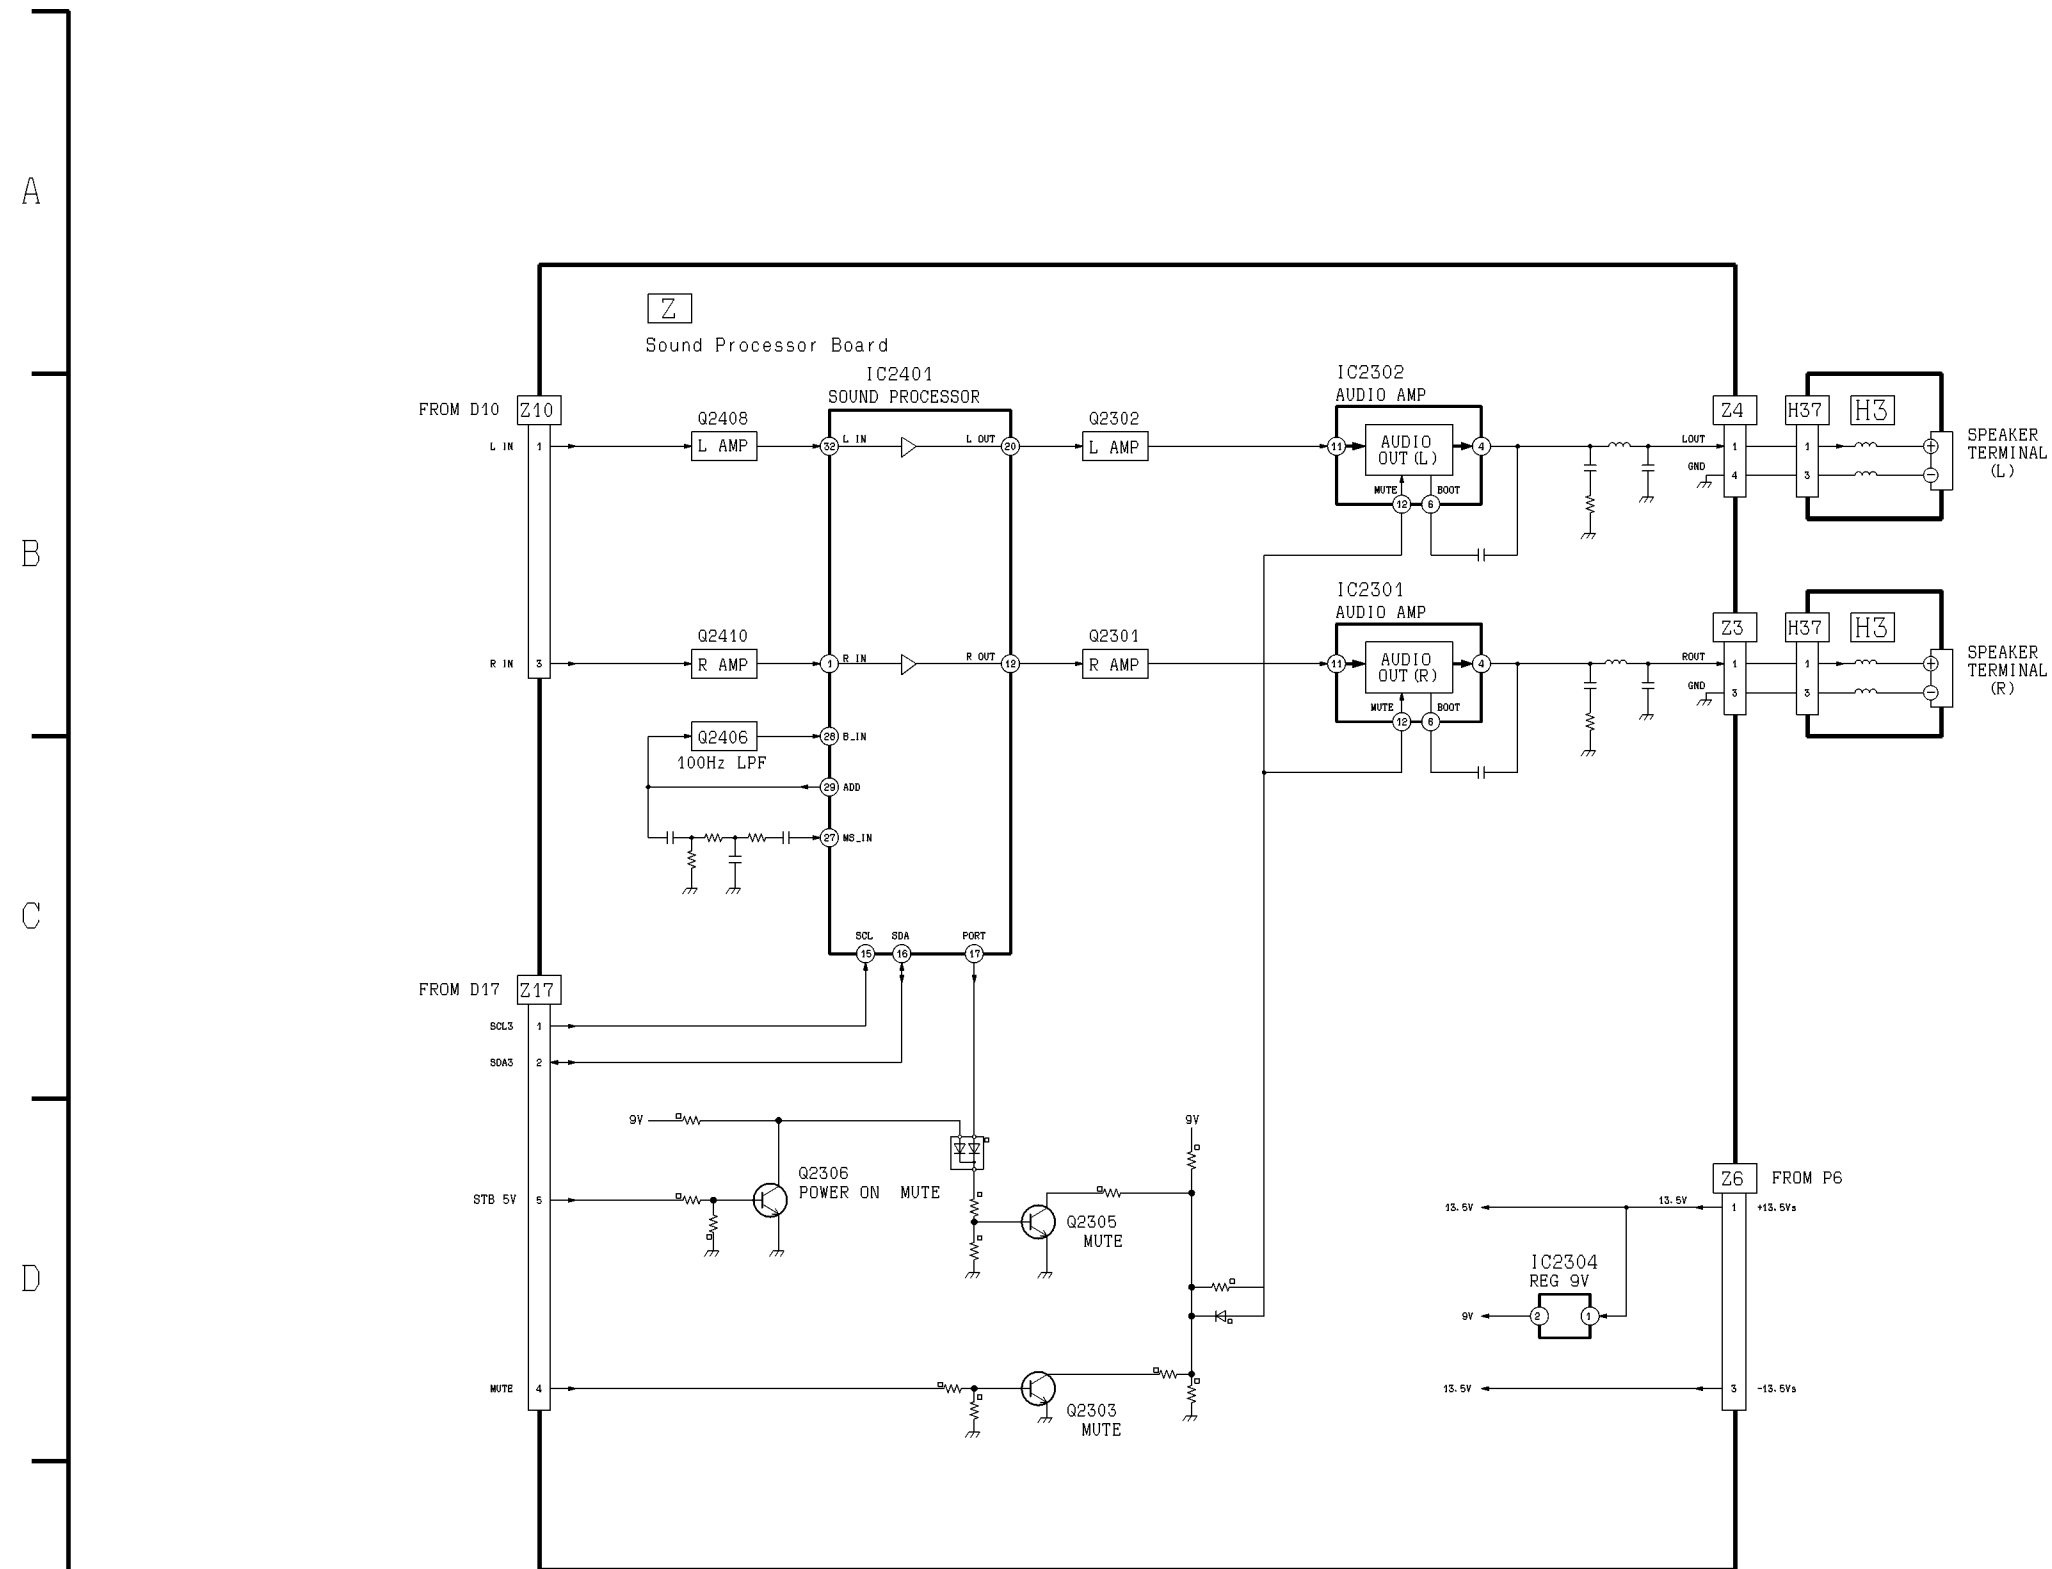 A
B
C
D
Z
Sound Processor Board
IC2401
SOUND PROCESSOR
IC2302
AUDIO AMP
FROM D10
Z10
Q2408
Q2302
Z4
H37
H3
L IN
1
L AMP
32
L IN
L OUT
20
L AMP
11
AUDIO
OUT(L)
4
LOUT
1
1
SPEAKER
TERMINAL
(L)
+
−
GND
4
3
MUTE
BOOT
12
6
IC2301
AUDIO AMP
Q2410
Q2301
Z3
H37
H3
R IN
3
R AMP
1
R IN
R OUT
12
R AMP
11
AUDIO
OUT(R)
4
ROUT
1
1
SPEAKER
TERMINAL
(R)
+
−
GND
3
3
MUTE
BOOT
12
6
Q2406
28
B_IN
100Hz LPF
29
ADD
27
MS_IN
SCL
SDA
PORT
15
16
17
FROM D17
Z17
SCL3
1
SDA3
2
9V
9V
Q2306
POWER ON MUTE
STB 5V
5
Q2305
MUTE
Z6
FROM P6
13.5V
13.5V
1
+13.5Vs
IC2304
REG 9V
9V
2
1
MUTE
4
Q2303
MUTE
13.5V
3
-13.5Vs